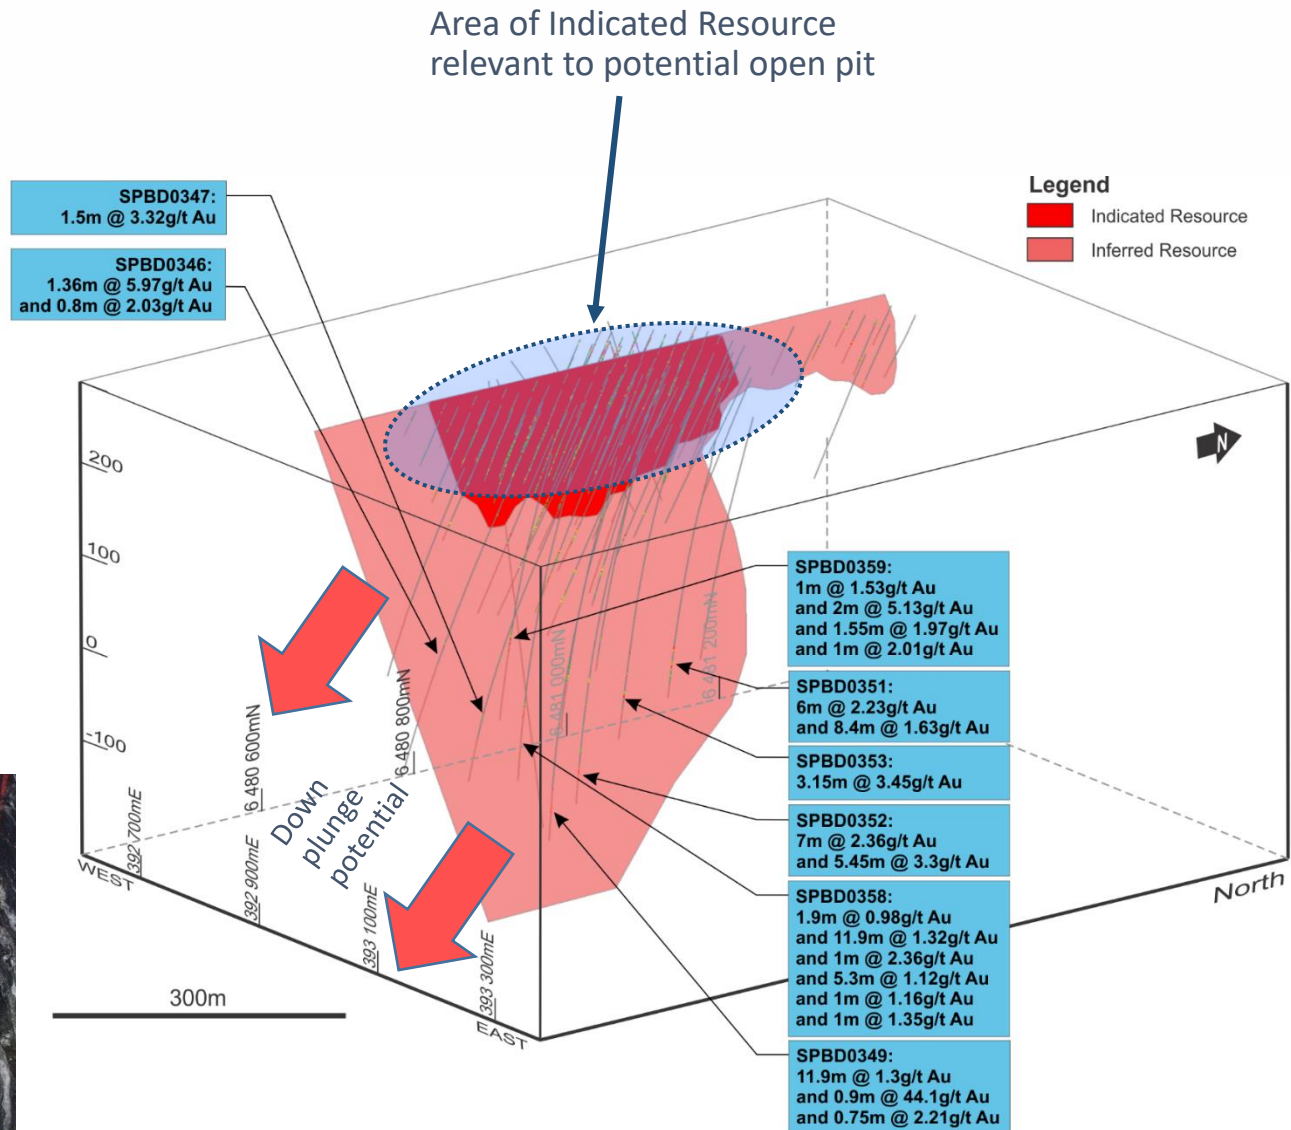 Area of Indicated Resource
relevant to potential open pit
Legend
Indicated Resource
Inferred Resource
SPBD0347:
1.5m @ 3.32g/t Au
SPBD0346:
1.36m @ 5.97g/t Au
and 0.8m @ 2.03g/t Au
N
200
100
0
-100
SPBD0359:
1m @ 1.53g/t Au
and 2m @ 5.13g/t Au
and 1.55m @ 1.97g/t Au
and 1m @ 2.01g/t Au
SPBD0351:
6m @ 2.23g/t Au
and 8.4m @ 1.63g/t Au
SPBD0353:
3.15m @ 3.45g/t Au
SPBD0352:
7m @ 2.36g/t Au
and 5.45m @ 3.3g/t Au
SPBD0358:
1.9m @ 0.98g/t Au
and 11.9m @ 1.32g/t Au
and 1m @ 2.36g/t Au
and 5.3m @ 1.12g/t Au
and 1m @ 1.16g/t Au
and 1m @ 1.35g/t Au
SPBD0349:
11.9m @ 1.3g/t Au
and 0.9m @ 44.1g/t Au
and 0.75m @ 2.21g/t Au
6 480 600mN
6 480 800mN
6 481 000mN
6 481 200mN
Down
plunge
potential
392 700mE
392 900mE
393 100mE
393 300mE
WEST
EAST
North
300m